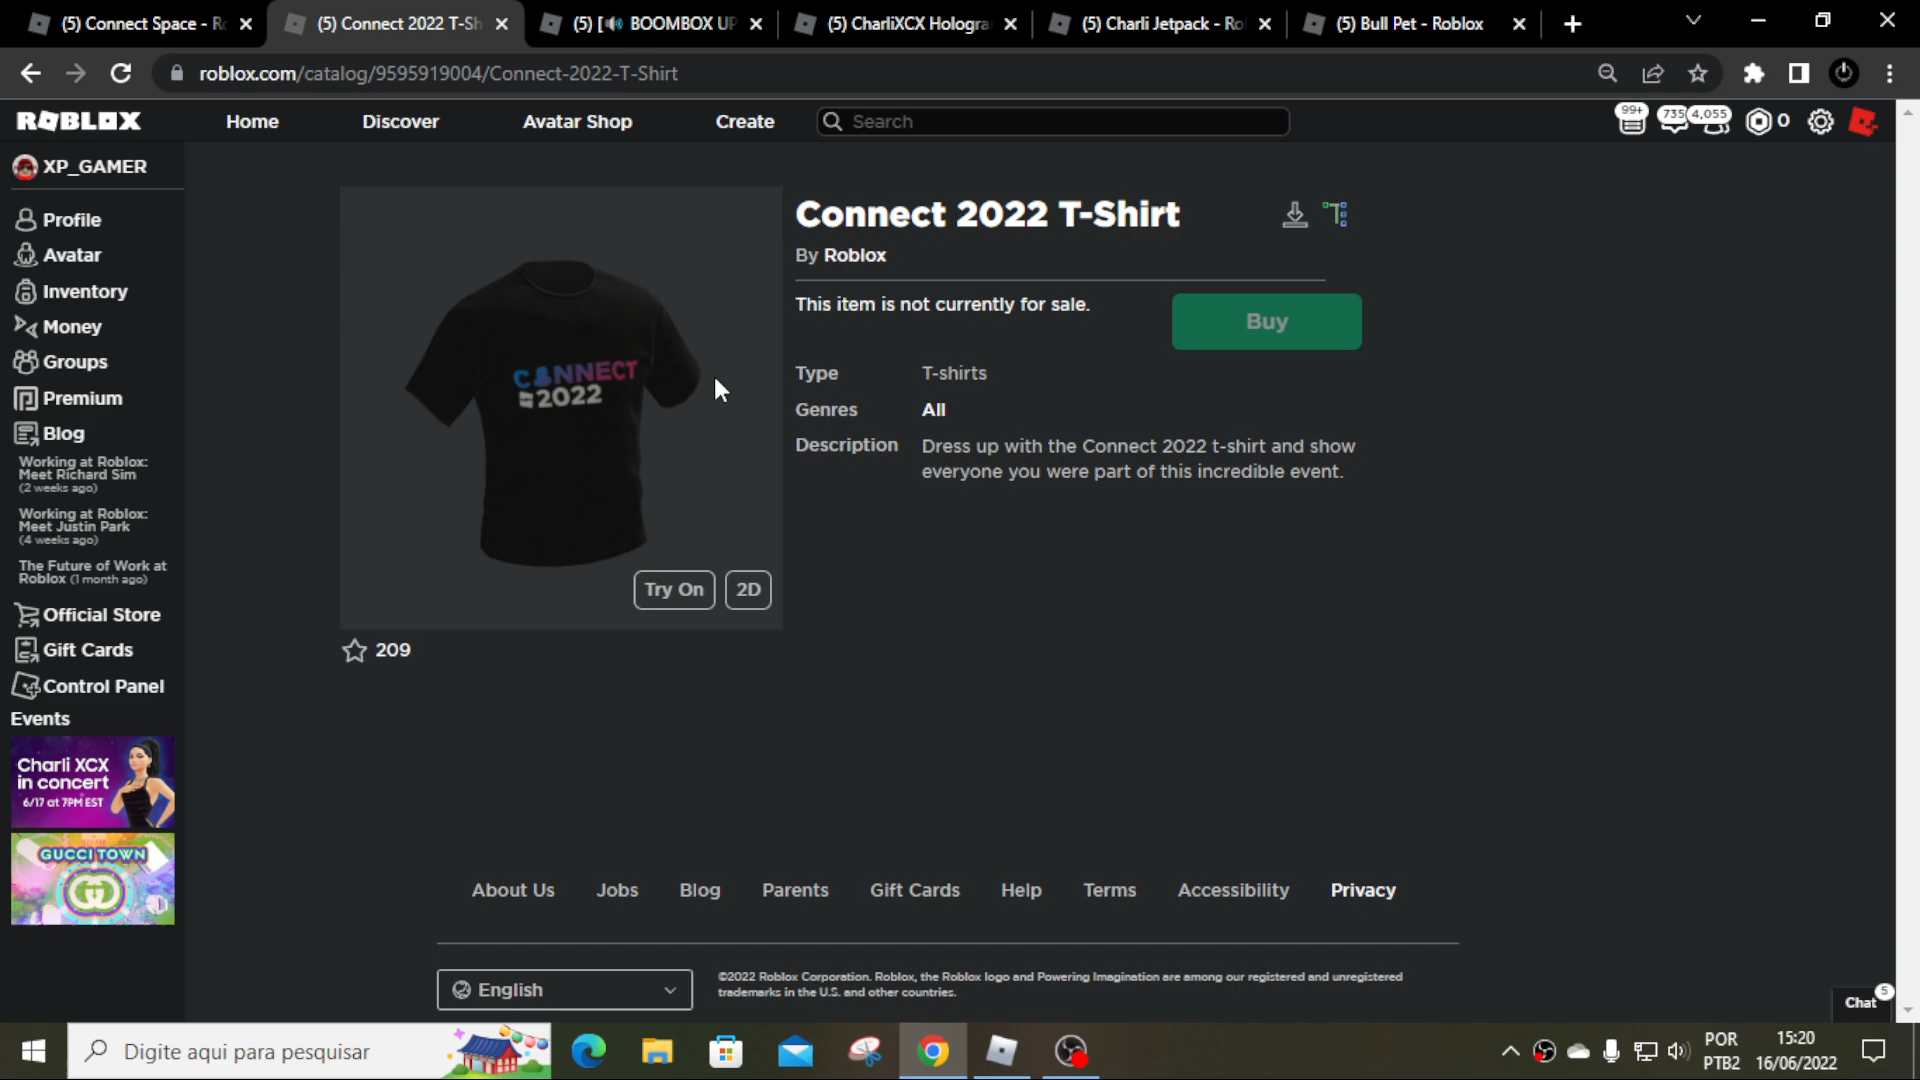 (5) Connect Space - R
(5) Connect 2022 T-Sh
(5) [🔊 BOOMBOX UP
(5) CharliXCX Hologra
(5) Charli Jetpack - Ro
(5) Bull Pet - Roblox
roblox.com/catalog/9595919004/Connect-2022-T-Shirt
ROBLOX
Home
Discover
Avatar Shop
Create
Search
99+
735
4,055
0
XP_GAMER
Profile
Avatar
Inventory
Money
Groups
Premium
Blog
Working at Roblox:
Meet Richard Sim
(2 weeks ago)
Working at Roblox:
Meet Justin Park
(4 weeks ago)
The Future of Work at
Roblox (1 month ago)
Official Store
Gift Cards
Control Panel
Events
Charli XCX
in concert
6/17 at 7PM EST
GUCCI TOWN
CONNECT
2022
Try On
2D
209
Connect 2022 T-Shirt
By Roblox
This item is not currently for sale.
Buy
Type T-shirts
Genres All
Description Dress up with the Connect 2022 t-shirt and show
everyone you were part of this incredible event.
About Us
Jobs
Blog
Parents
Gift Cards
Help
Terms
Accessibility
Privacy
English
©2022 Roblox Corporation. Roblox, the Roblox logo and Powering Imagination are among our registered and unregistered
trademarks in the U.S. and other countries.
Chat
5
Digite aqui para pesquisar
POR
PTB2
15:20
16/06/2022